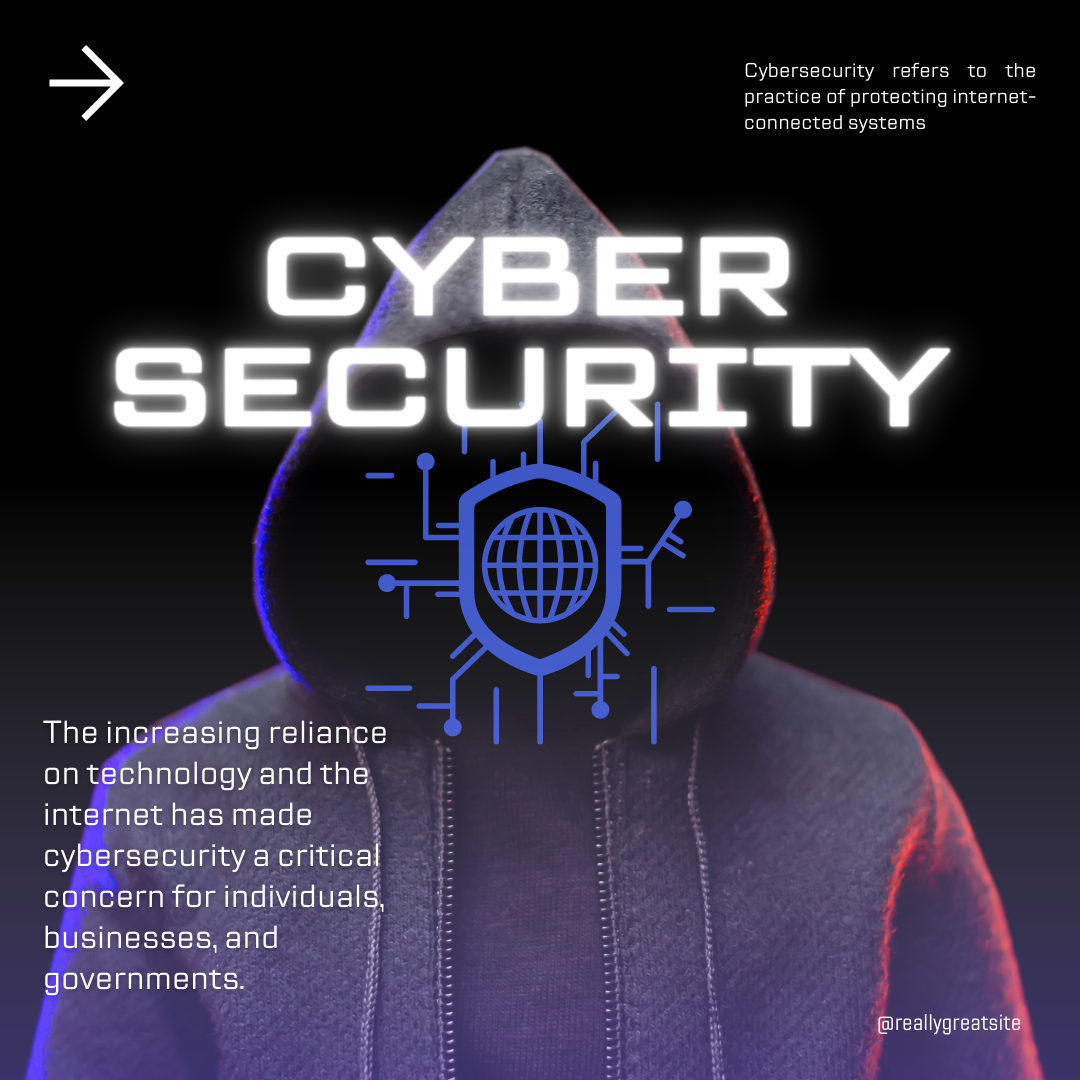 Cybersecurity refers to the
practice of protecting internet-
connected systems
CYBER
SECURITY
The increasing reliance
on technology and the
internet has made
cybersecurity a critical
concern for individuals,
businesses, and
governments.
@reallygreatsite